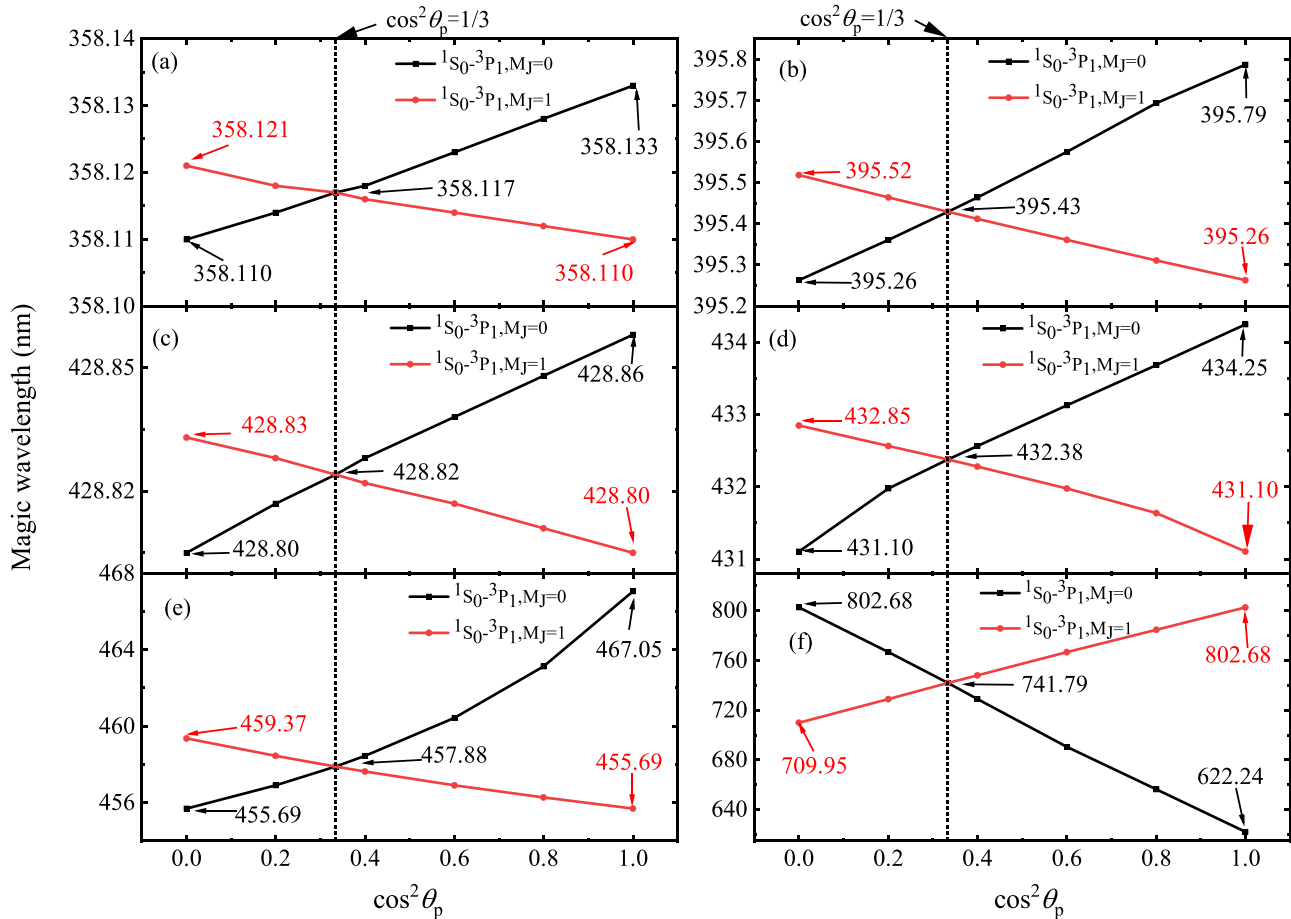 cos²θp=1/3
cos²θp=1/3
Magic wavelength (nm)
(a)
¹S₀-³P₁,MJ=0
¹S₀-³P₁,MJ=1
358.14
358.13
358.12
358.11
358.10
358.121
358.133
358.117
358.110
358.110
(b)
¹S₀-³P₁,MJ=0
¹S₀-³P₁,MJ=1
395.8
395.7
395.6
395.5
395.4
395.3
395.2
395.79
395.52
395.43
395.26
395.26
(c)
¹S₀-³P₁,MJ=0
¹S₀-³P₁,MJ=1
428.85
428.82
428.86
428.83
428.82
428.80
428.80
(d)
¹S₀-³P₁,MJ=0
¹S₀-³P₁,MJ=1
434
433
432
431
434.25
432.85
432.38
431.10
431.10
(e)
¹S₀-³P₁,MJ=0
¹S₀-³P₁,MJ=1
468
464
460
456
467.05
459.37
457.88
455.69
455.69
0.0 0.2 0.4 0.6 0.8 1.0
cos²θp
(f)
¹S₀-³P₁,MJ=0
¹S₀-³P₁,MJ=1
800
760
720
680
640
802.68
802.68
741.79
709.95
622.24
0.0 0.2 0.4 0.6 0.8 1.0
cos²θp